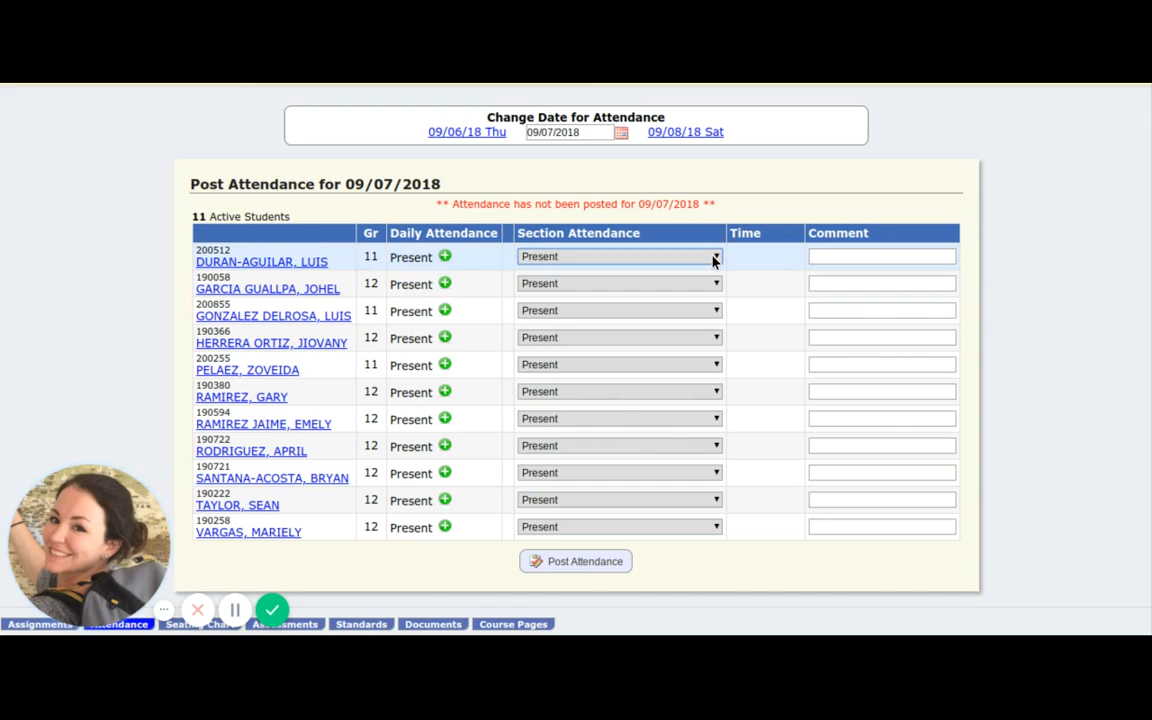 Change Date for Attendance
09/06/18 Thu 09/07/2018 09/08/18 Sat
Post Attendance for 09/07/2018
** Attendance has not been posted for 09/07/2018 **
11 Active Students
Gr Daily Attendance Section Attendance Time Comment
200512
DURAN-AGUILAR, LUIS 11 Present Present
190058
GARCIA GUALLPA, JOHEL 12 Present Present
200855
GONZALEZ DELROSA, LUIS 11 Present Present
190366
HERRERA ORTIZ, JIOVANY 12 Present Present
200255
PELAEZ, ZOVEIDA 11 Present Present
190380
RAMIREZ, GARY 12 Present Present
190594
RAMIREZ JAIME, EMELY 12 Present Present
190722
RODRIGUEZ, APRIL 12 Present Present
190721
SANTANA-ACOSTA, BRYAN 12 Present Present
190222
TAYLOR, SEAN 12 Present Present
190258
VARGAS, MARIELY 12 Present Present
Post Attendance
Assignments Standards Documents Course Pages